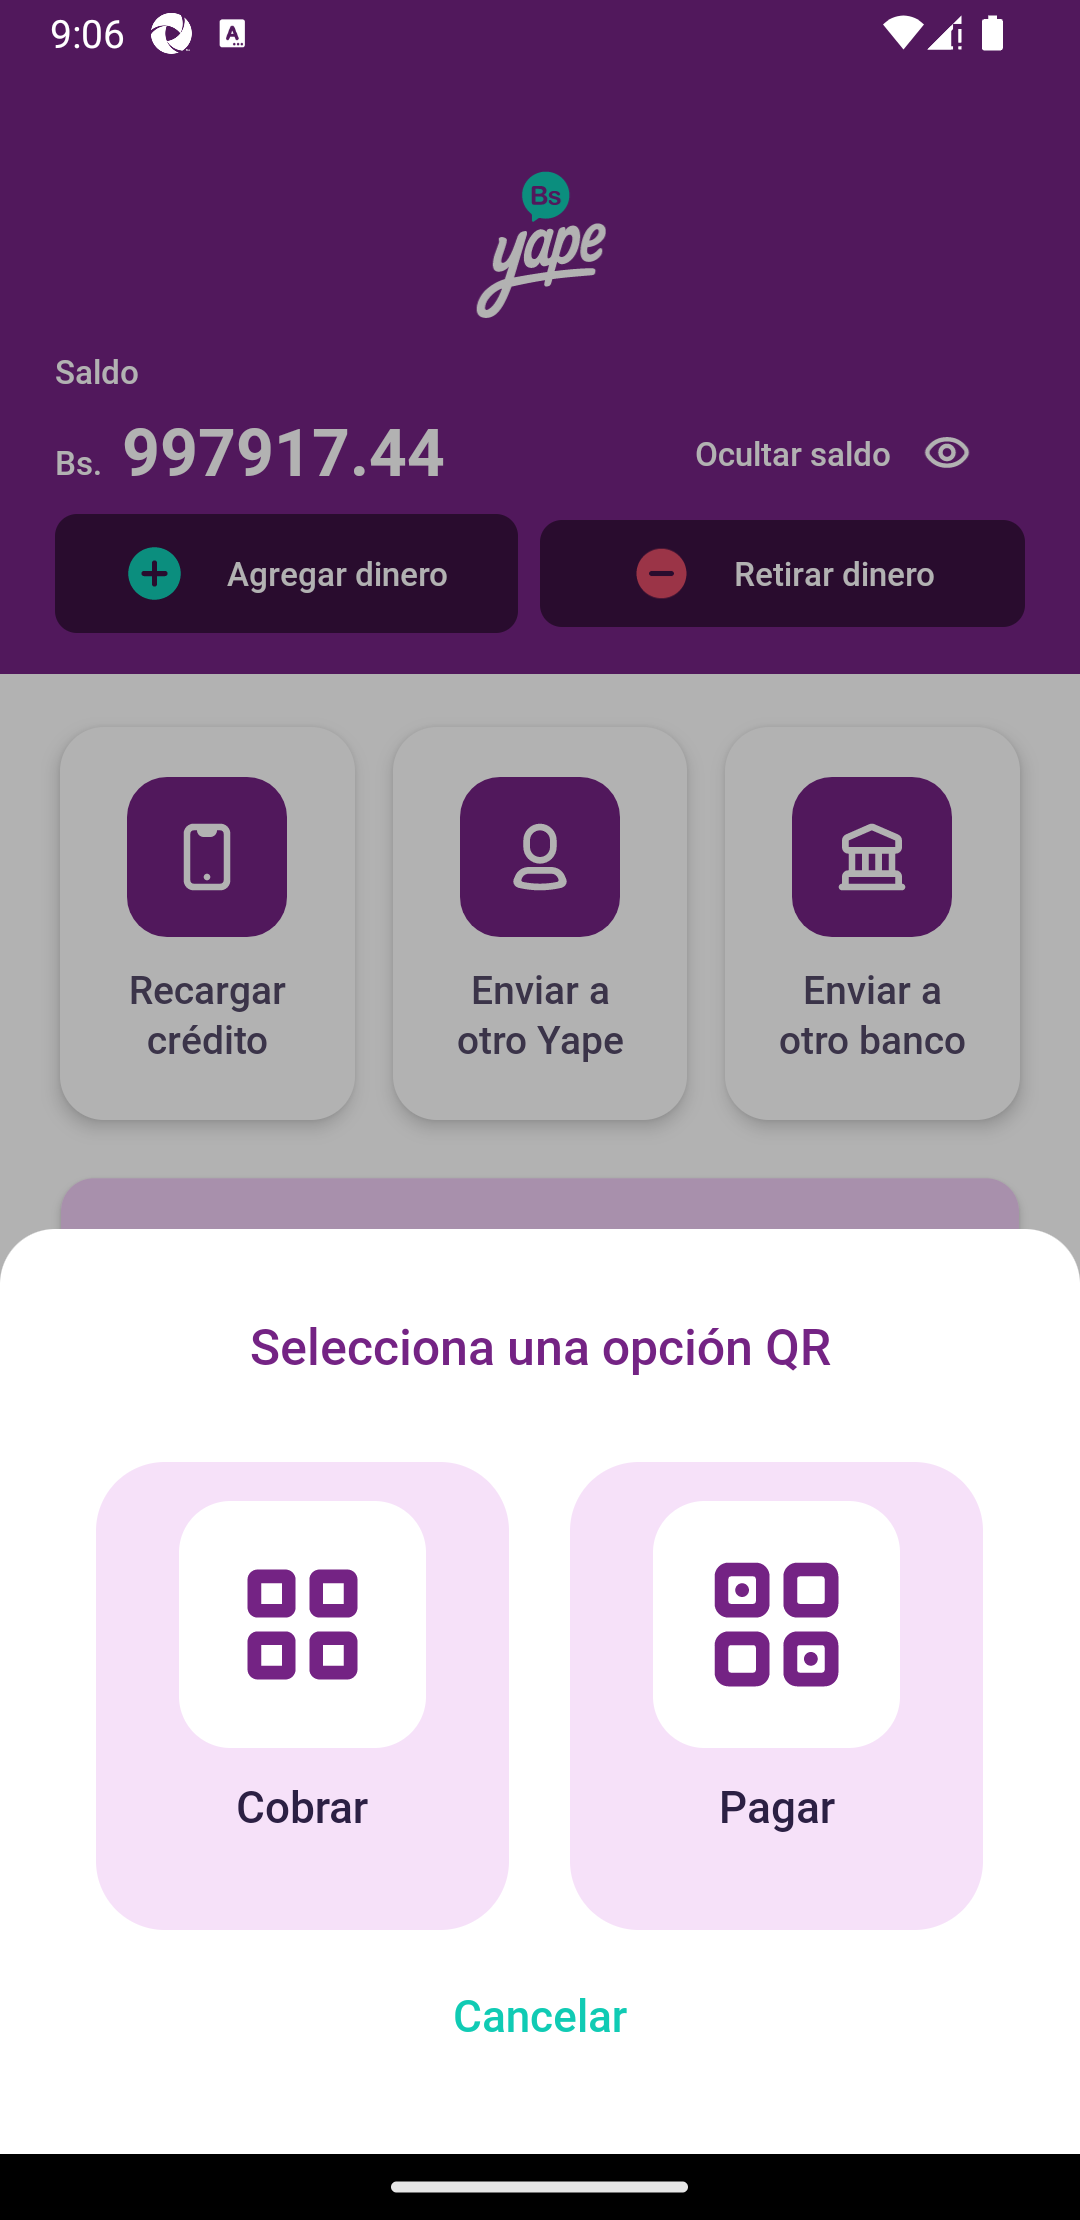 9:06
Bs
yape
Saldo
Bs. 997917.44
Ocultar saldo
Agregar dinero
Retirar dinero
Recargar
crédito
Enviar a
otro Yape
Enviar a
otro banco
Selecciona una opción QR
Cobrar
Pagar
Cancelar